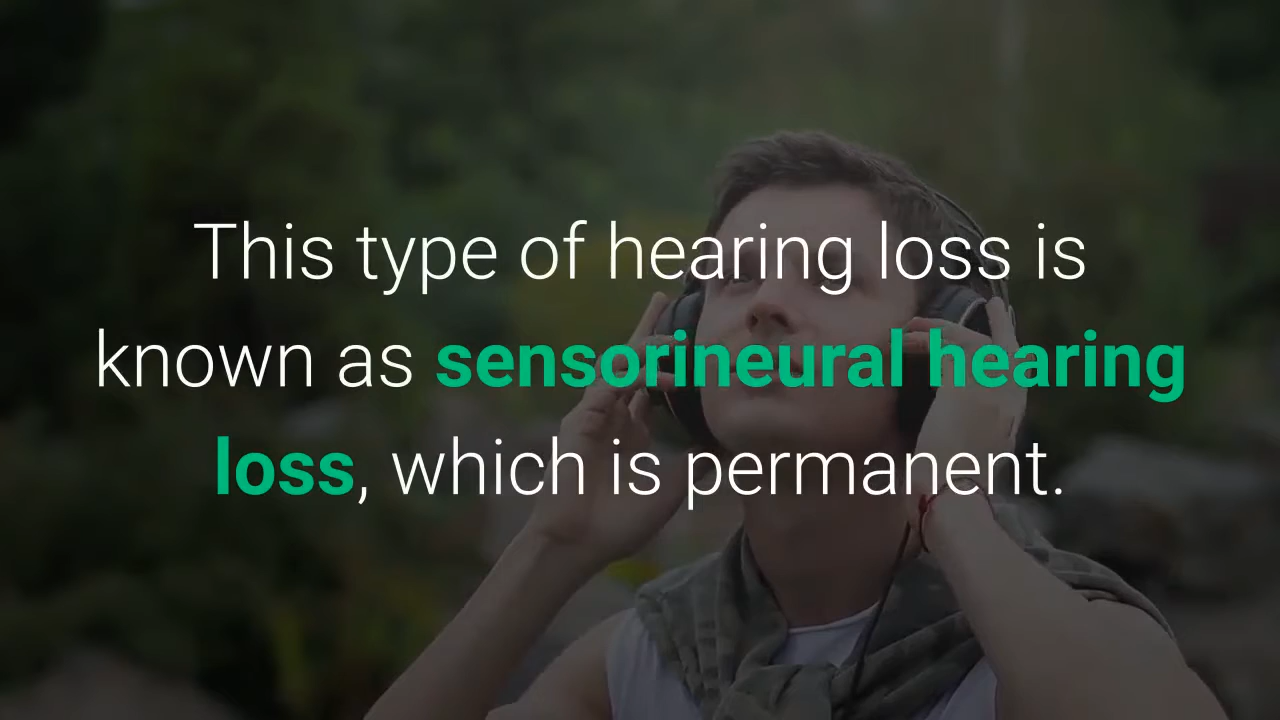 This type of hearing loss is
known as sensorineural hearing
loss, which is permanent.